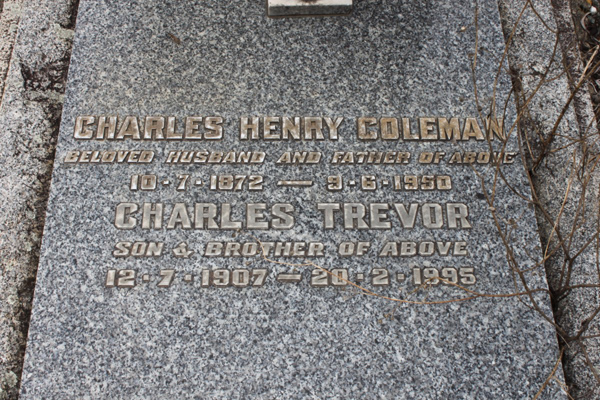 CHARLES HENRY COLEMAN
BELOVED HUSBAND AND FATHER OF ABOVE
10·7·1872 — 9·6·1950
CHARLES TREVOR
SON & BROTHER OF ABOVE
12·7·1907 — 20·2·1995